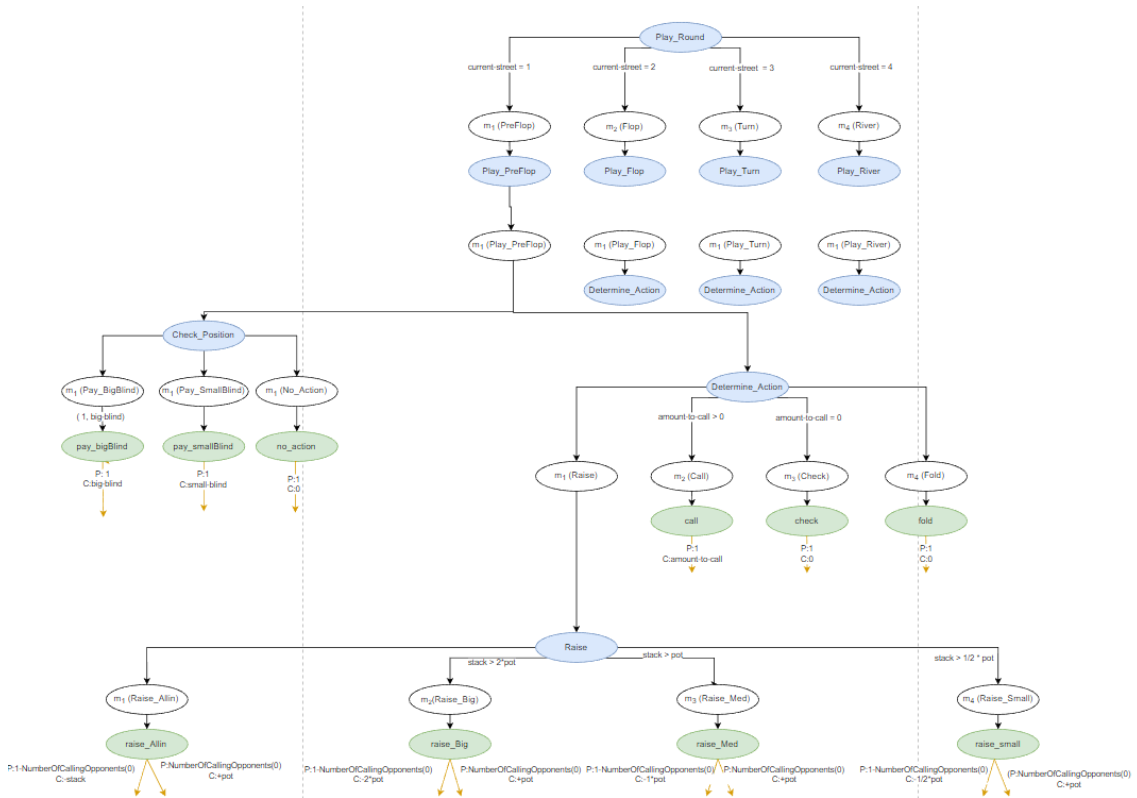 Play_Round
current-street = 1
current-street = 2
current-street = 3
current-street = 4
m1 (PreFlop)
m2 (Flop)
m3 (Turn)
m4 (River)
Play_PreFlop
Play_Flop
Play_Turn
Play_River
m1 (Play_PreFlop)
m1 (Play_Flop)
m1 (Play_Turn)
m1 (Play_River)
Determine_Action
Determine_Action
Determine_Action
Check_Position
m1 (Pay_BigBlind)
m1 (Pay_SmallBlind)
m1 (No_Action)
Determine_Action
( 1, big-blind)
amount-to-call > 0
amount-to-call = 0
pay_bigBlind
pay_smallBlind
no_action
P: 1
C:big-blind
P:1
C:small-blind
P:1
C:0
m1 (Raise)
m2 (Call)
m3 (Check)
m4 (Fold)
call
check
fold
P:1
C:amount-to-call
P:1
C:0
P:1
C:0
Raise
stack > 2*pot
stack > pot
stack > 1/2 * pot
m1 (Raise_Allin)
m2(Raise_Big)
m3 (Raise_Med)
m4 (Raise_Small)
raise_Allin
raise_Big
raise_Med
raise_small
P:1-NumberOfCallingOpponents(0)
C:-stack
P:NumberOfCallingOpponents(0)
C:+pot
P:1-NumberOfCallingOpponents(0)
C:-2*pot
P:NumberOfCallingOpponents(0)
C:+pot
P:1-NumberOfCallingOpponents(0)
C:-1*pot
P:NumberOfCallingOpponents(0)
C:+pot
P:1-NumberOfCallingOpponents(0)
C:-1/2*pot
(P:NumberOfCallingOpponents(0)
C:+pot